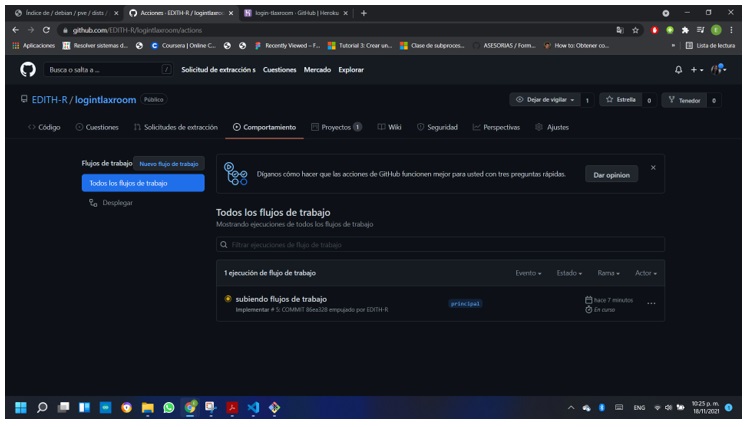 Índice de / debian / pve / dists /
Acciones · EDITH-R / logintlaxroo
login-tlaxroom · GitHub | Heroku
github.com/EDITH-R/logintlaxroom/actions
Aplicaciones
Resolver sistemas d...
Coursera | Online C...
Recently Viewed – F...
Tutorial 3: Crear un...
Clase de subproces...
ASESORIAS / Form...
How to: Obtener co...
»
Lista de lectura
Busca o salta a ...
/
Solicitud de extracción s
Cuestiones
Mercado
Explorar
EDITH-R / logintlaxroom
Público
Dejar de vigilar
1
Estrella
0
Tenedor
0
Código
Cuestiones
Solicitudes de extracción
Comportamiento
Proyectos 1
Wiki
Seguridad
Perspectivas
Ajustes
Flujos de trabajo
Nuevo flujo de trabajo
Todos los flujos de trabajo
Desplegar
Díganos cómo hacer que las acciones de GitHub funcionen mejor para usted con tres preguntas rápidas.
Dar opinion
Todos los flujos de trabajo
Mostrando ejecuciones de todos los flujos de trabajo
Filtrar ejecuciones de flujo de trabajo
1 ejecución de flujo de trabajo
Evento
Estado
Rama
Actor
subiendo flujos de trabajo
Implementar # 5: COMMIT 86ea328 empujado por EDITH-R
principal
hace 7 minutos
En curso
ENG
10:25 p. m.
18/11/2021